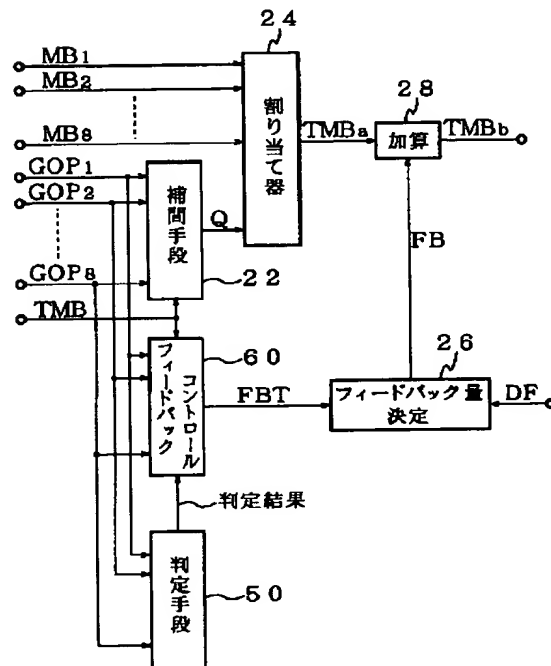 24
MB1
MB2
MB8
割り当て器
28
TMBa
加算
TMBb
GOP1
GOP2
GOP8
補間手段
Q
22
FB
TMB
60
フィードバック
コントロール
FBT
26
フィードバック量
決定
DF
判定結果
判定手段
50